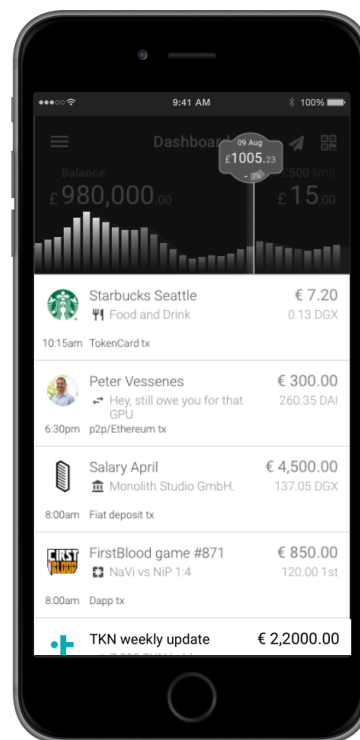 9:41 AM
100%
Dashboard
09 Aug
£1005.23
Balance
£500 limit
£980,000.00
£15.00
Starbucks Seattle
€ 7.20
Food and Drink
0.13 DGX
10:15am TokenCard tx
Peter Vessenes
€ 300.00
Hey, still owe you for that
260.35 DAI
GPU
6:30pm p2p/Ethereum tx
Salary April
€ 4,500.00
Monolith Studio GmbH.
137.05 DGX
8:00am Fiat deposit tx
FIRST
BLOOD
FirstBlood game #871
€ 850.00
NaVi vs NiP 1:4
120.00 1st
8:00am Dapp tx
TKN weekly update
€ 2,2000.00